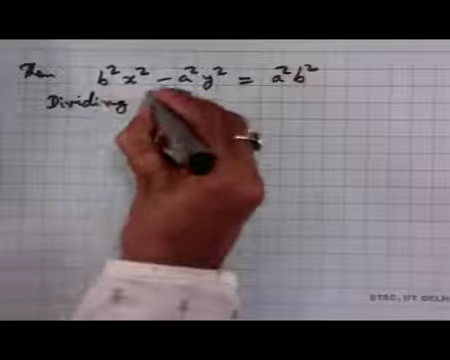 Then b²x² - a²y² = a²b²
Dividing
ETSC, IIT DELHI